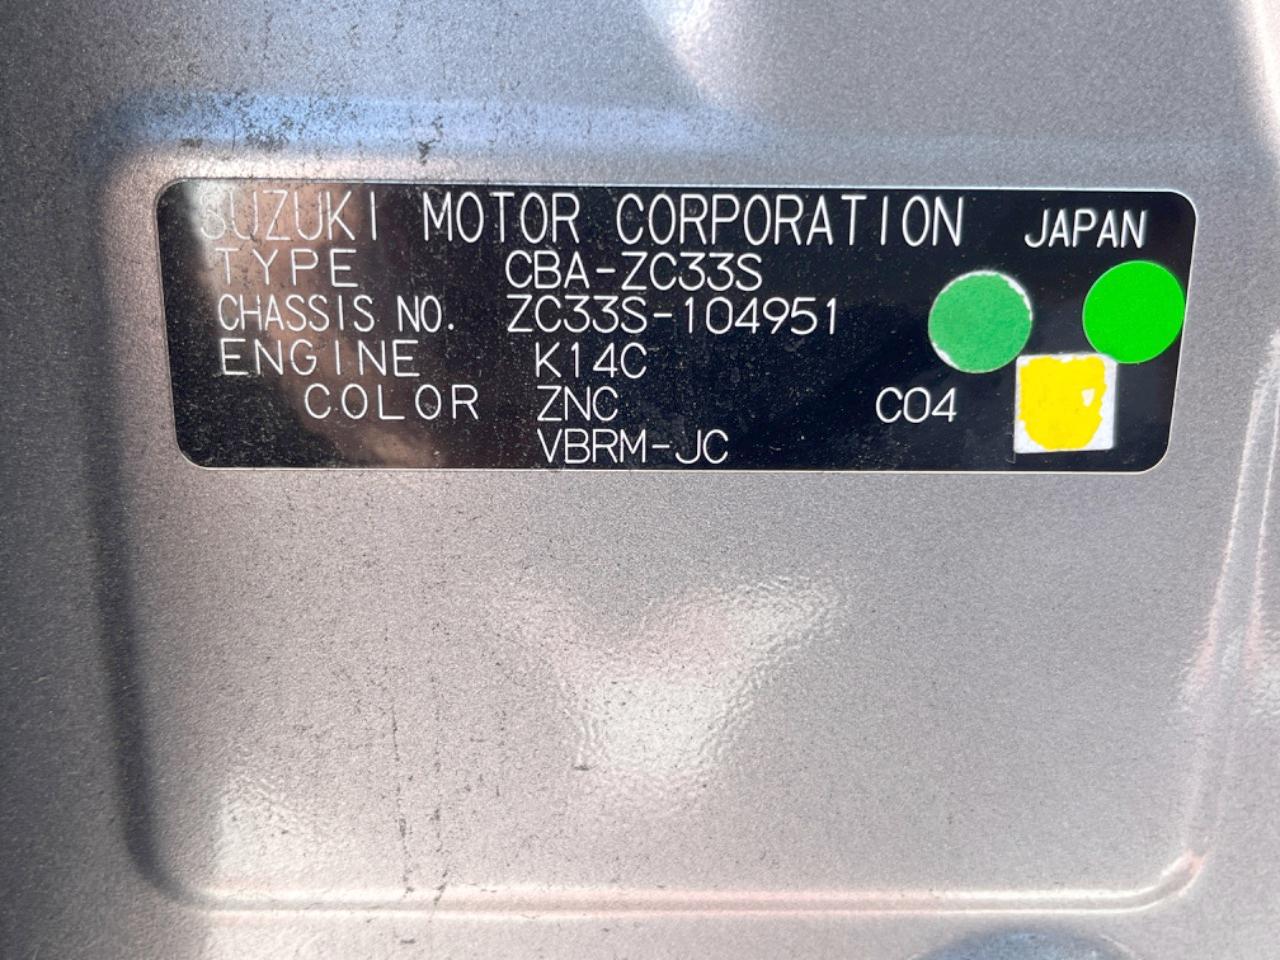 SUZUKI MOTOR CORPORATION JAPAN
TYPE CBA-ZC33S
CHASSIS NO. ZC33S-104951
ENGINE K14C
COLOR ZNC C04
VBRM-JC